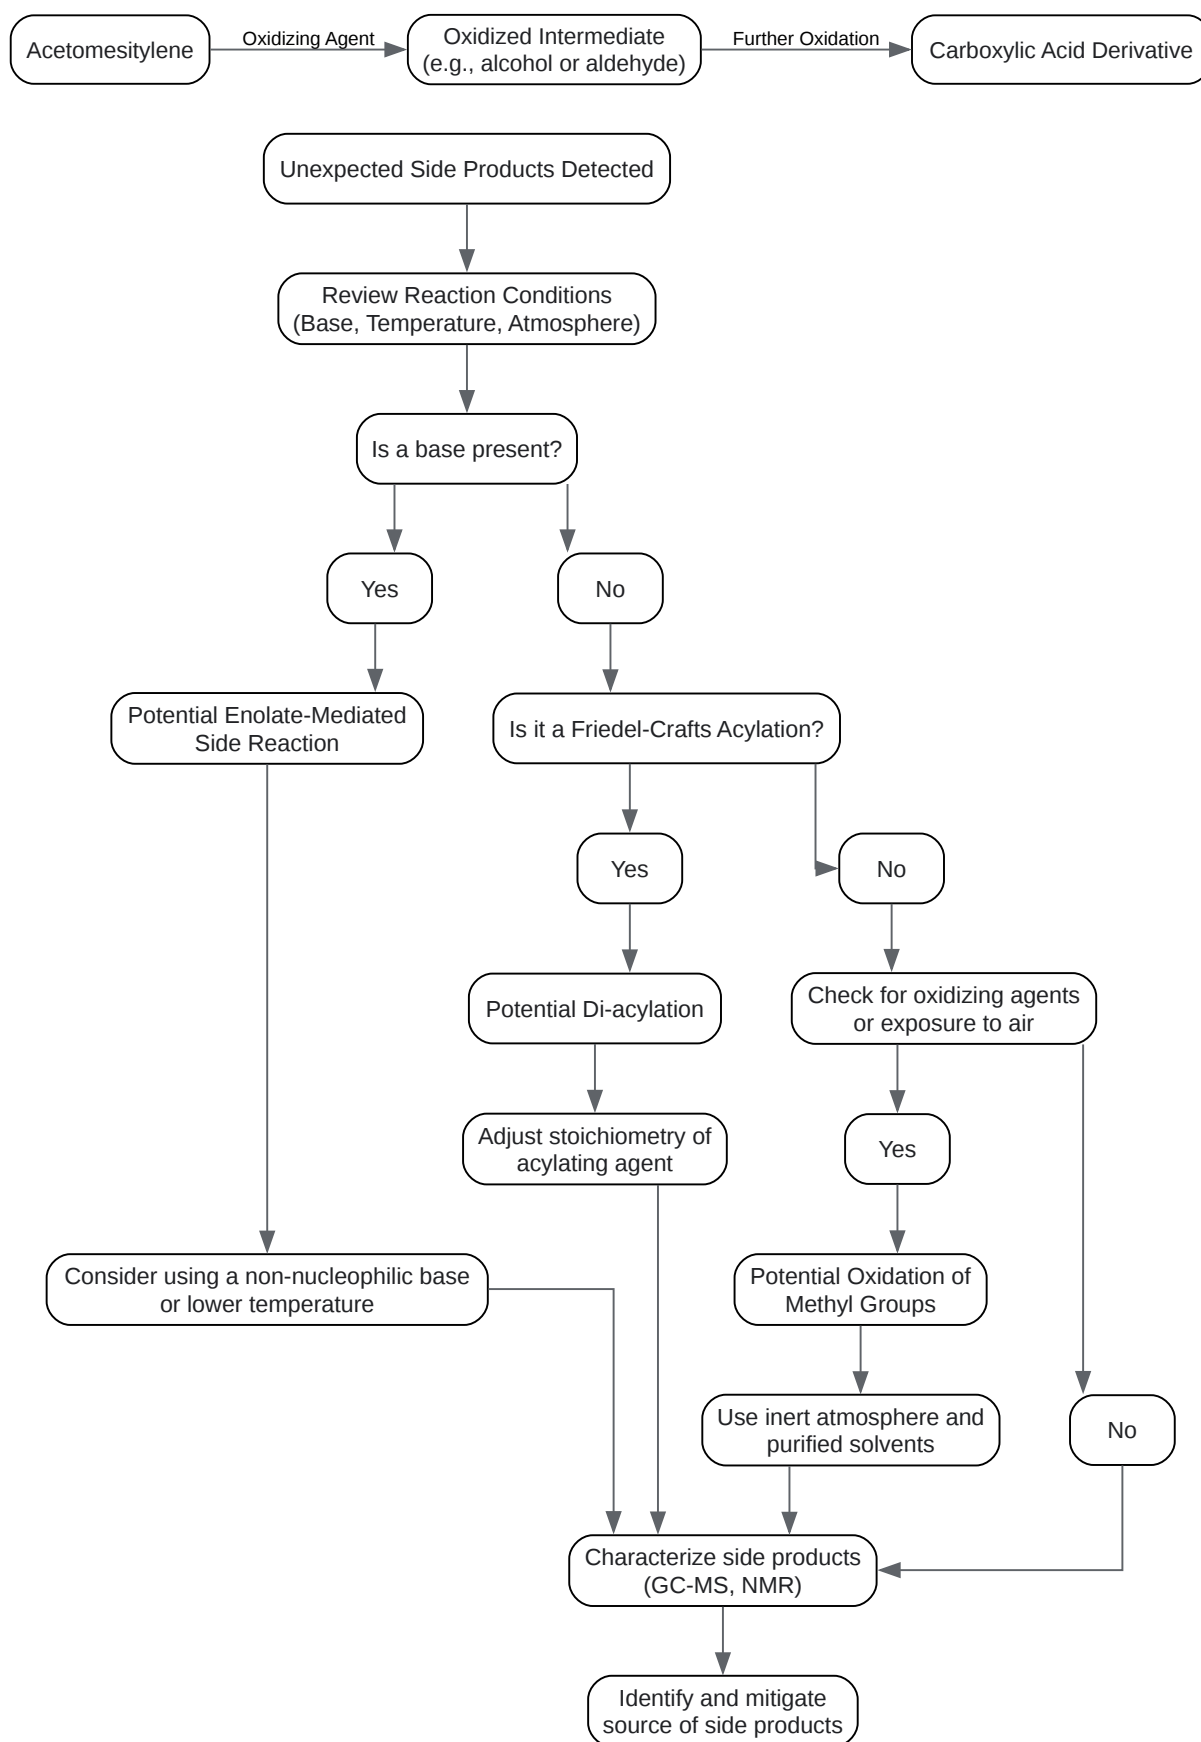 Acetomesitylene
Oxidizing Agent
Oxidized Intermediate
(e.g., alcohol or aldehyde)
Further Oxidation
Carboxylic Acid Derivative
Unexpected Side Products Detected
Review Reaction Conditions
(Base, Temperature, Atmosphere)
Is a base present?
Yes
No
Potential Enolate-Mediated
Side Reaction
Is it a Friedel-Crafts Acylation?
Yes
No
Potential Di-acylation
Check for oxidizing agents
or exposure to air
Adjust stoichiometry of
acylating agent
Yes
Consider using a non-nucleophilic base
or lower temperature
Potential Oxidation of
Methyl Groups
Use inert atmosphere and
purified solvents
No
Characterize side products
(GC-MS, NMR)
Identify and mitigate
source of side products